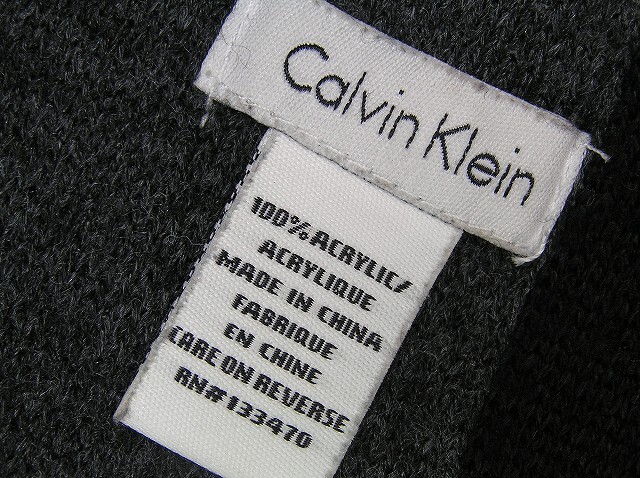 Calvin Klein
100% ACRYLIC/
ACRYLIQUE
MADE IN CHINA
FABRIQUE
EN CHINE
CARE ON REVERSE
RN#133470